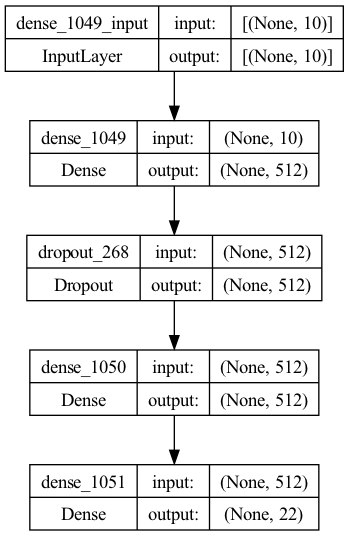 dense_1049_input input: [(None, 10)]
InputLayer output: [(None, 10)]
dense_1049 input: (None, 10)
Dense output: (None, 512)
dropout_268 input: (None, 512)
Dropout output: (None, 512)
dense_1050 input: (None, 512)
Dense output: (None, 512)
dense_1051 input: (None, 512)
Dense output: (None, 22)